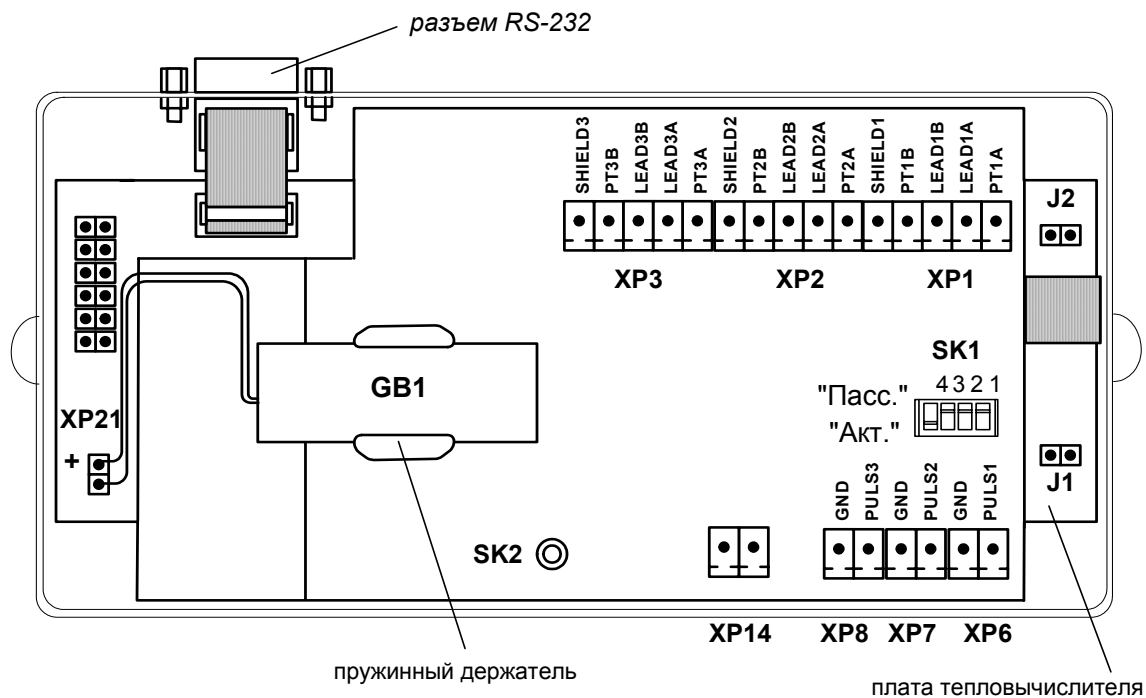 разъем RS-232
SHIELD3
PT3B
LEAD3B
LEAD3A
PT3A
SHIELD2
PT2B
LEAD2B
LEAD2A
PT2A
SHIELD1
PT1B
LEAD1B
LEAD1A
PT1A
J2
XP3
XP2
XP1
SK1
GB1
"Пасс."
4 3 2 1
"Акт."
XP21
+
J1
GND
PULS3
GND
PULS2
GND
PULS1
SK2
XP14
XP8
XP7
XP6
пружинный держатель
плата тепловычислителя